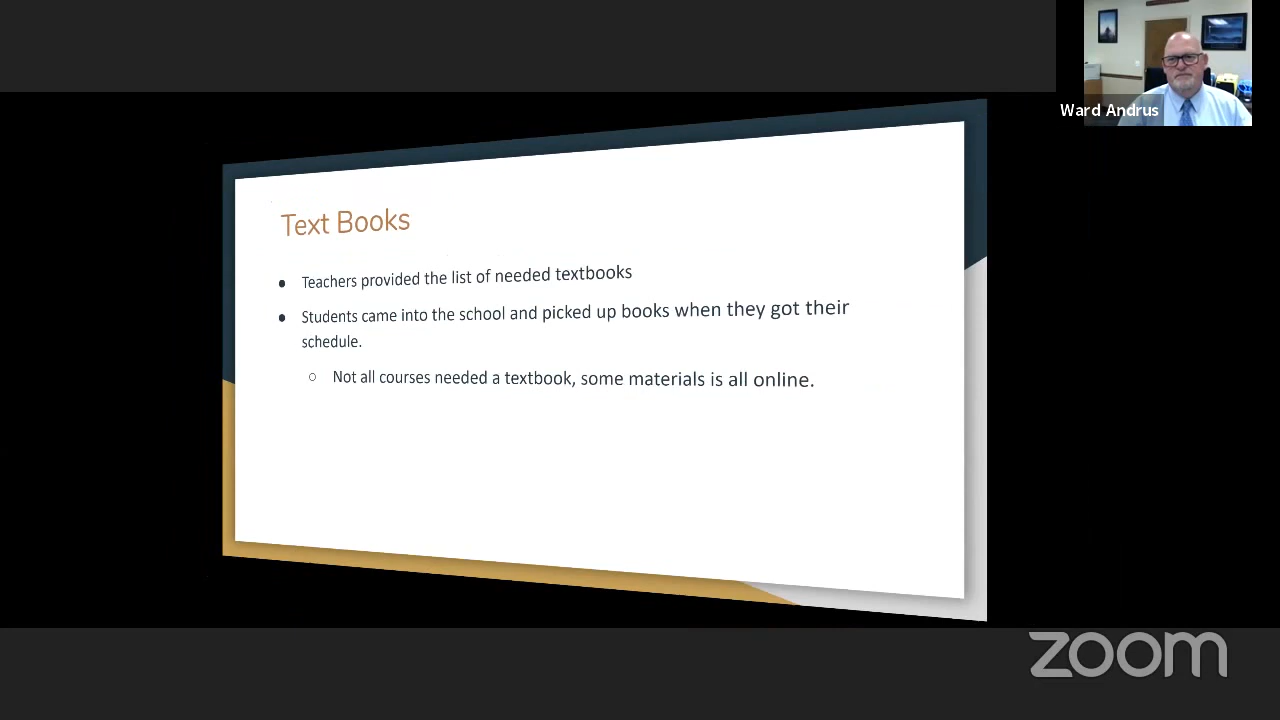 Ward Andrus
Text Books
Teachers provided the list of needed textbooks
Students came into the school and picked up books when they got their
schedule.
Not all courses needed a textbook, some materials is all online.
zoom